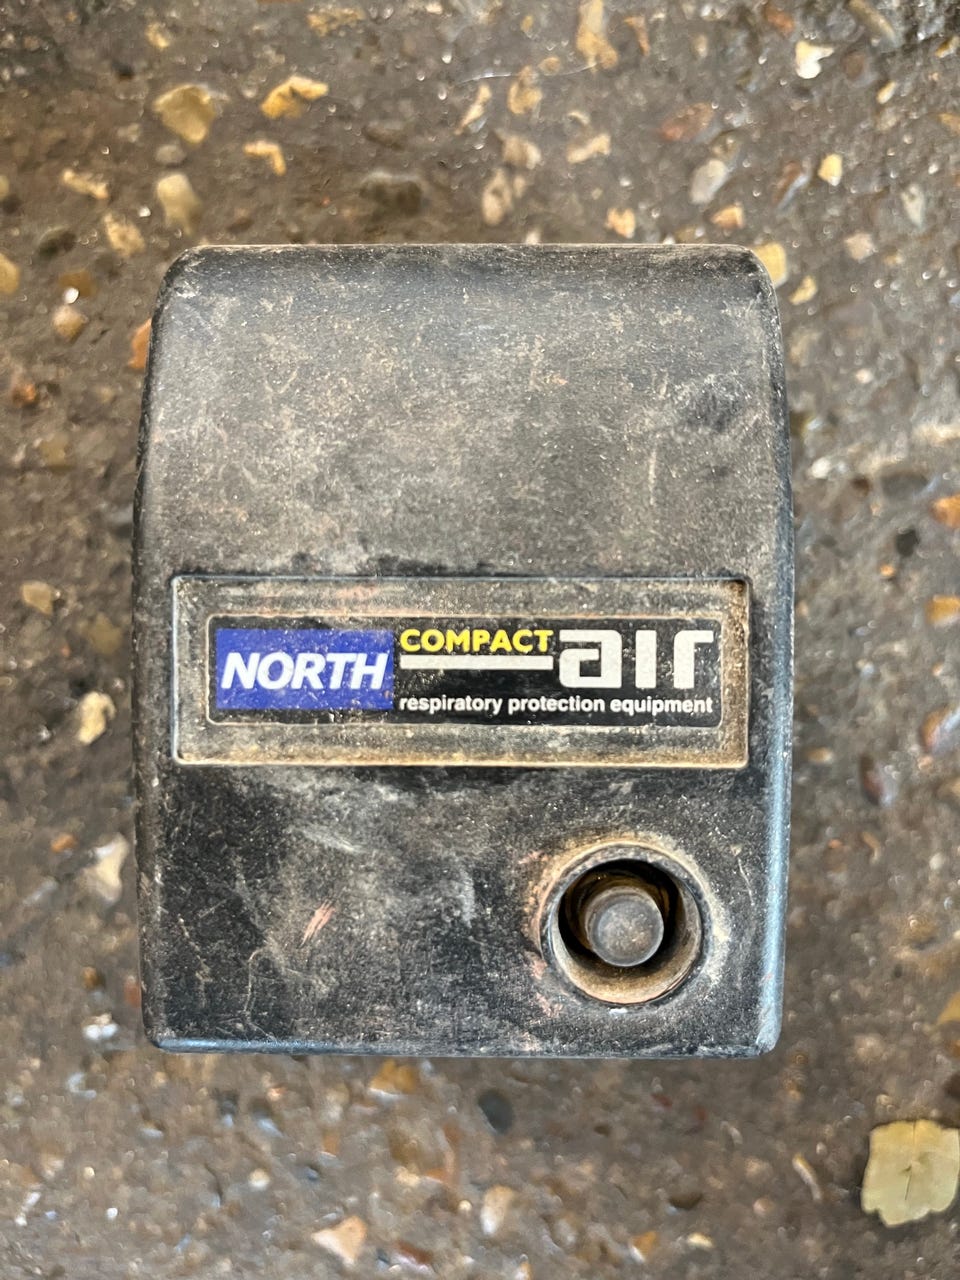 NORTH COMPACT air
respiratory protection equipment